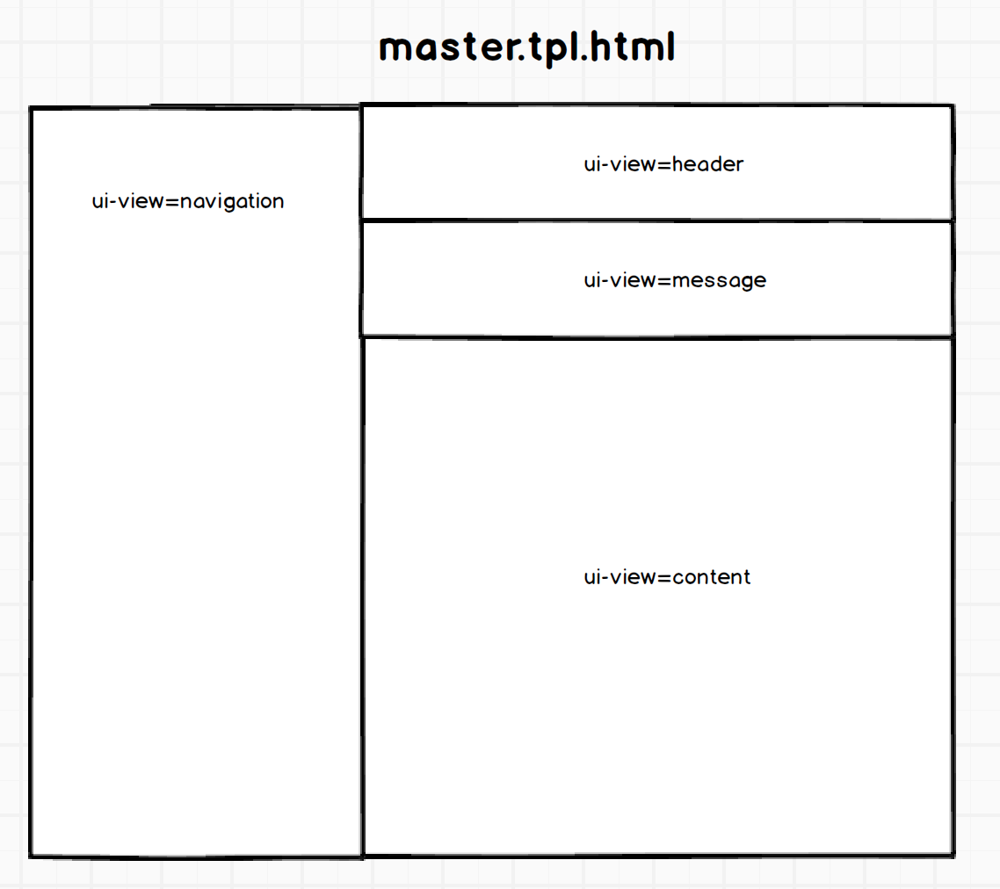 master.tpl.html
ui-view=navigation
ui-view=header
ui-view=message
ui-view=content